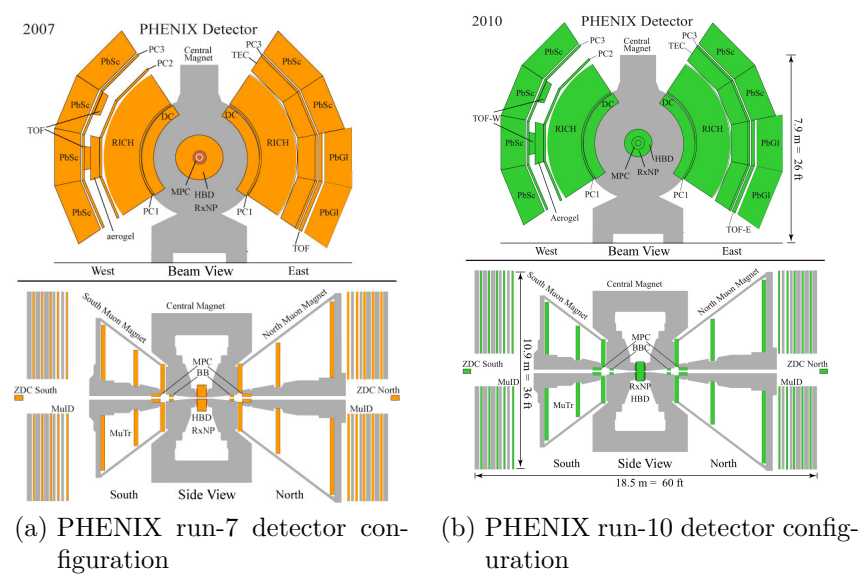 2007
PHENIX Detector
Central
Magnet
PC3
PC2
PC3
TEC
PbSc
PbSc
PbSc
PbSc
TOF
RICH
DC
DC
RICH
PbSc
PbSc
PbGl
PbGl
MPC
HBD
RxNP
PC1
PC1
aerogel
TOF
West
Beam View
East
South Muon Magnet
Central Magnet
North Muon Magnet
MPC
BB
ZDC South
ZDC North
MuID
MuID
MuTr
HBD
RxNP
South
Side View
North
(a) PHENIX run-7 detector con-
figuration
2010
PHENIX Detector
Central
Magnet
PC3
PC2
PC3
TEC
PbSc
PbSc
PbSc
PbSc
TOF-W
RICH
DC
DC
RICH
PbSc
PbSc
PbGl
PbGl
MPC
HBD
RxNP
PC1
PC1
Aerogel
TOF-E
7.9 m = 26 ft
West
Beam View
East
South Muon Magnet
Central Magnet
North Muon Magnet
10.9 m = 36 ft
MPC
BBC
ZDC South
ZDC North
MuID
MuID
MuTr
RxNP
HBD
South
Side View
North
18.5 m = 60 ft
(b) PHENIX run-10 detector config-
uration